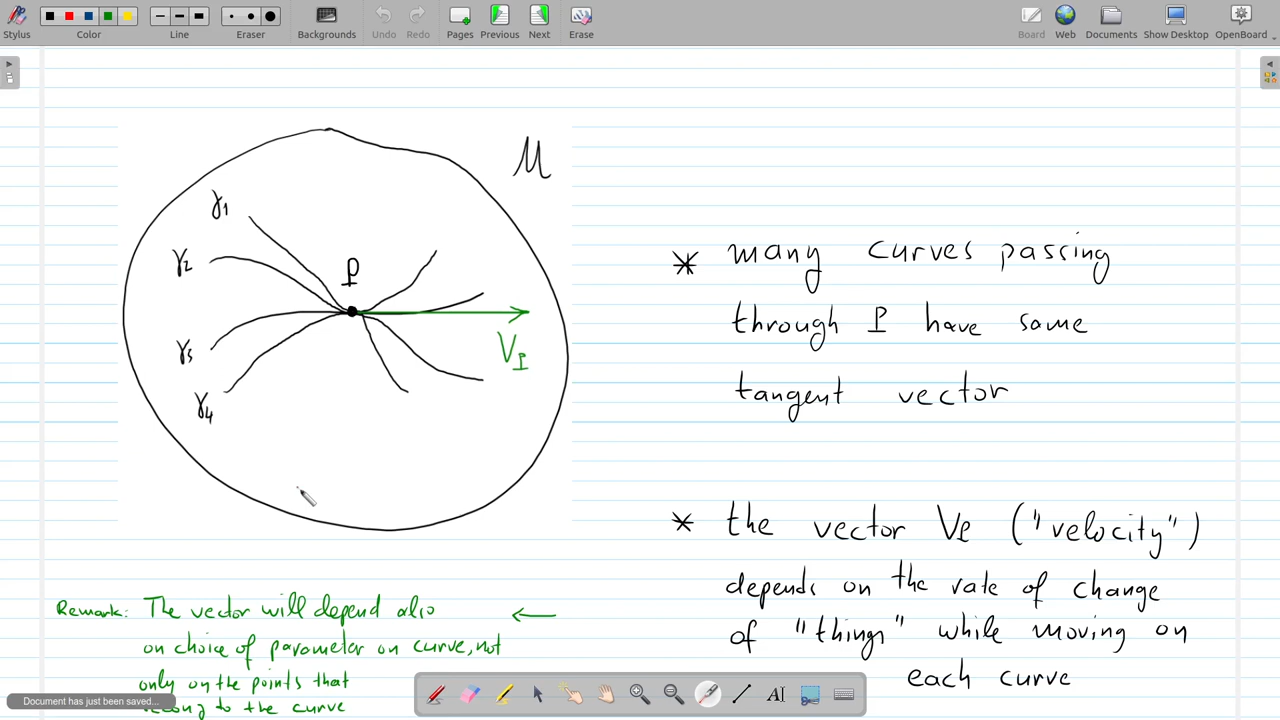 Stylus
Color
Line
Eraser
Backgrounds
Undo
Redo
Pages
Previous
Next
Erase
Board
Web
Documents
Show Desktop
OpenBoard
M
γ1
γ2
P
γ3
γ4
VP
* many curves passing
through P have same
tangent vector
* the vector VP ("velocity")
depends on the rate of change
of "things" while moving on
each curve
Remark: The vector will depend also ←
on choice of parameter on curve, not
only on the points that
belong to the curve
Document has just been saved...
AI